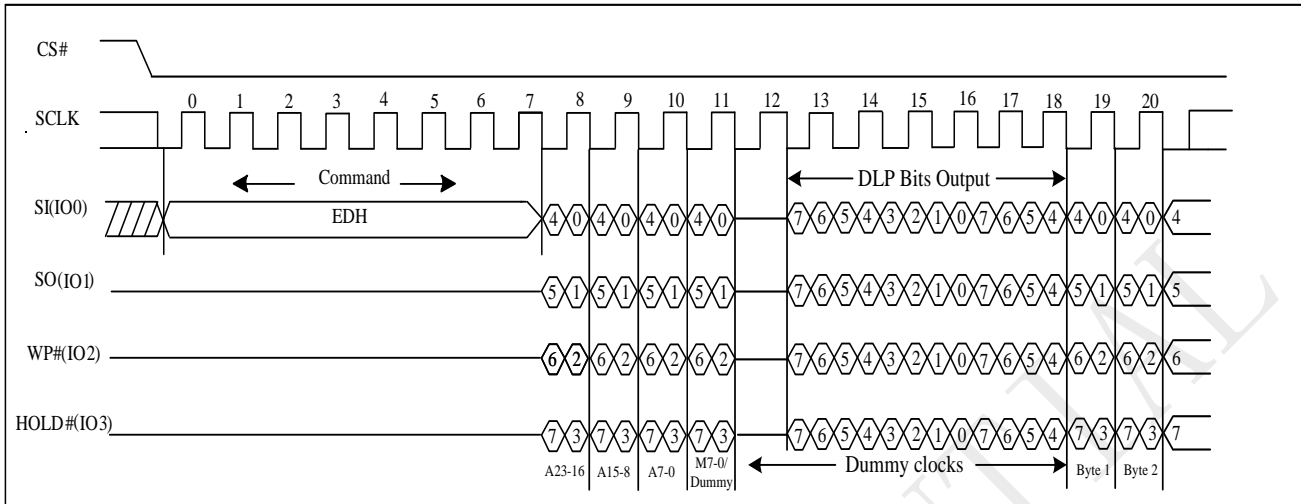 CS#
SCLK
0 1 2 3 4 5 6 7 8 9 10 11 12 13 14 15 16 17 18 19 20
Command
DLP Bits Output
SI(IO0)
EDH
4 0 4 0 4 0 4 0 7 6 5 4 3 2 1 0 7 6 5 4 4 0 4 0 4
SO(IO1)
5 1 5 1 5 1 5 1 7 6 5 4 3 2 1 0 7 6 5 4 5 1 5 1 5
WP#(IO2)
6 2 6 2 6 2 6 2 7 6 5 4 3 2 1 0 7 6 5 4 6 2 6 2 6
HOLD#(IO3)
7 3 7 3 7 3 7 3 7 6 5 4 3 2 1 0 7 6 5 4 7 3 7 3 7
A23-16 A15-8 A7-0 M7-0/
Dummy
Dummy clocks
Byte 1 Byte 2